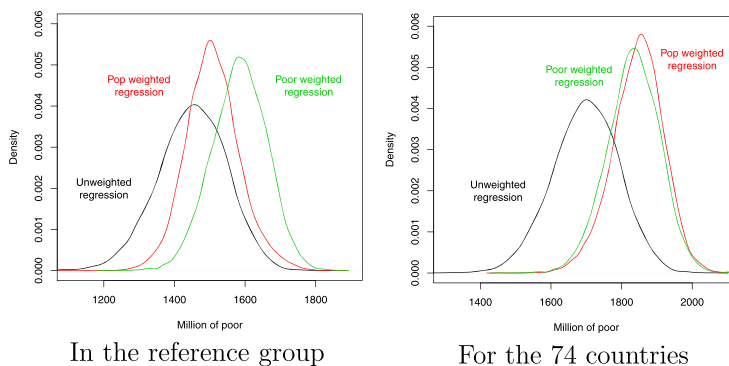 0.006
0.005
0.004
0.003
0.002
0.001
0.000
Density
Pop weighted
regression
Poor weighted
regression
Unweighted
regression
1200 1400 1600 1800
Million of poor
In the reference group
0.006
0.005
0.004
0.003
0.002
0.001
0.000
Density
Poor weighted
regression
Pop weighted
regression
Unweighted
regression
1400 1600 1800 2000
Million of poor
For the 74 countries